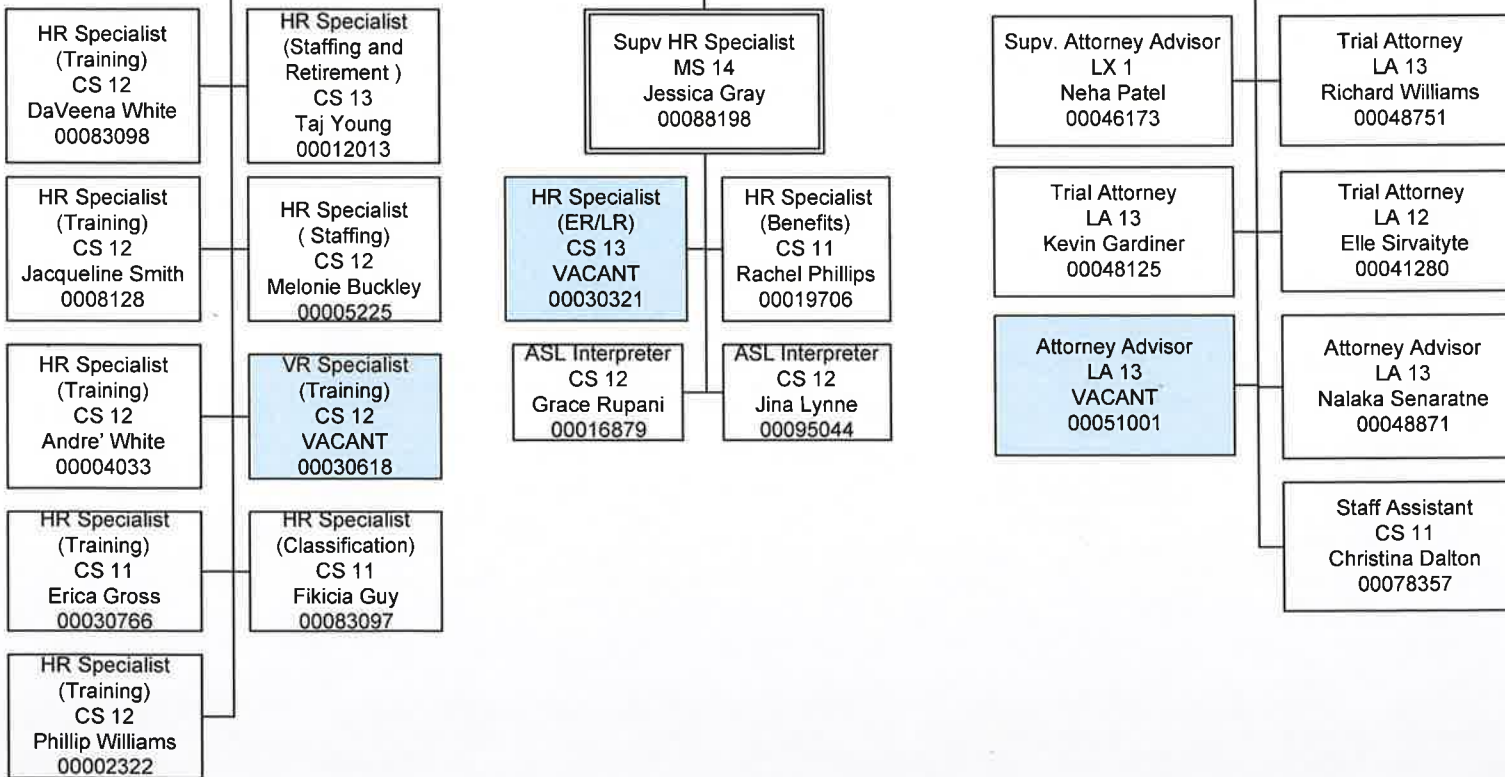 HR Specialist
(Training)
CS 12
DaVeena White
00083098
HR Specialist
(Staffing and
Retirement )
CS 13
Taj Young
00012013
HR Specialist
(Training)
CS 12
Jacqueline Smith
0008128
HR Specialist
( Staffing)
CS 12
Melonie Buckley
00005225
HR Specialist
(Training)
CS 12
Andre’ White
00004033
VR Specialist
(Training)
CS 12
VACANT
00030618
HR Specialist
(Training)
CS 11
Erica Gross
00030766
HR Specialist
(Classification)
CS 11
Fikicia Guy
00083097
HR Specialist
(Training)
CS 12
Phillip Williams
00002322
Supv HR Specialist
MS 14
Jessica Gray
00088198
HR Specialist
(ER/LR)
CS 13
VACANT
00030321
HR Specialist
(Benefits)
CS 11
Rachel Phillips
00019706
ASL Interpreter
CS 12
Grace Rupani
00016879
ASL Interpreter
CS 12
Jina Lynne
00095044
Supv. Attorney Advisor
LX 1
Neha Patel
00046173
Trial Attorney
LA 13
Richard Williams
00048751
Trial Attorney
LA 13
Kevin Gardiner
00048125
Trial Attorney
LA 12
Elle Sirvaityte
00041280
Attorney Advisor
LA 13
VACANT
00051001
Attorney Advisor
LA 13
Nalaka Senaratne
00048871
Staff Assistant
CS 11
Christina Dalton
00078357